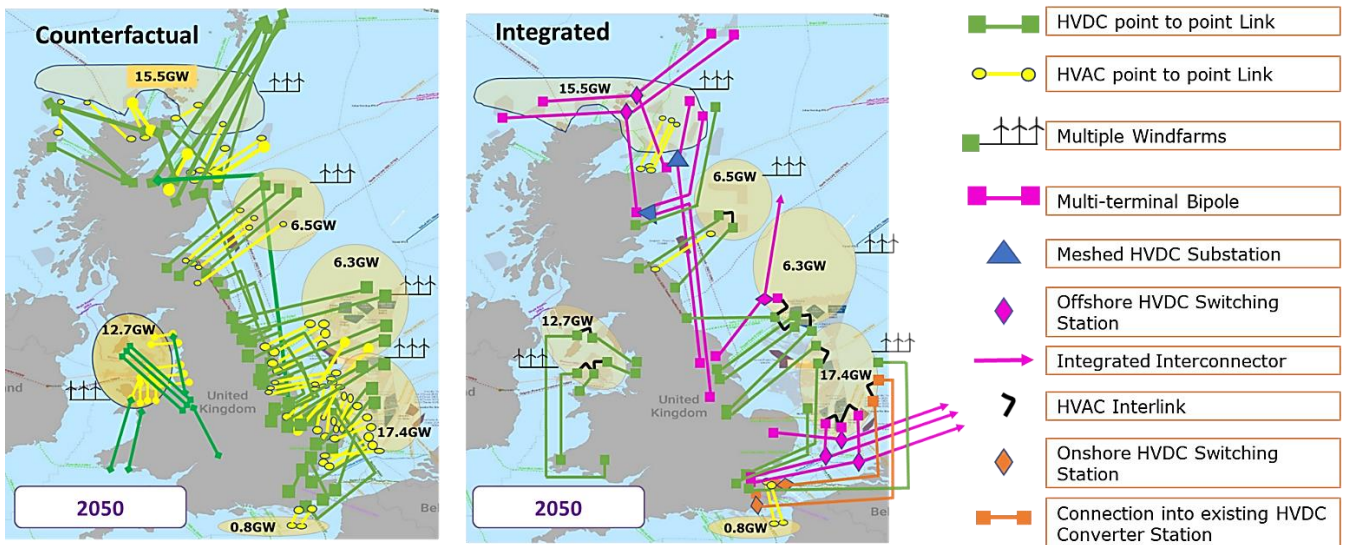 Counterfactual
15.5GW
6.5GW
6.3GW
12.7GW
United
Kingdom
17.4GW
0.8GW
2050
Integrated
15.5GW
6.5GW
6.3GW
12.7GW
United
Kingdom
17.4GW
0.8GW
2050
Be
HVDC point to point Link
HVAC point to point Link
Multiple Windfarms
Multi-terminal Bipole
Meshed HVDC Substation
Offshore HVDC Switching
Station
Integrated Interconnector
HVAC Interlink
Onshore HVDC Switching
Station
Connection into existing HVDC
Converter Station